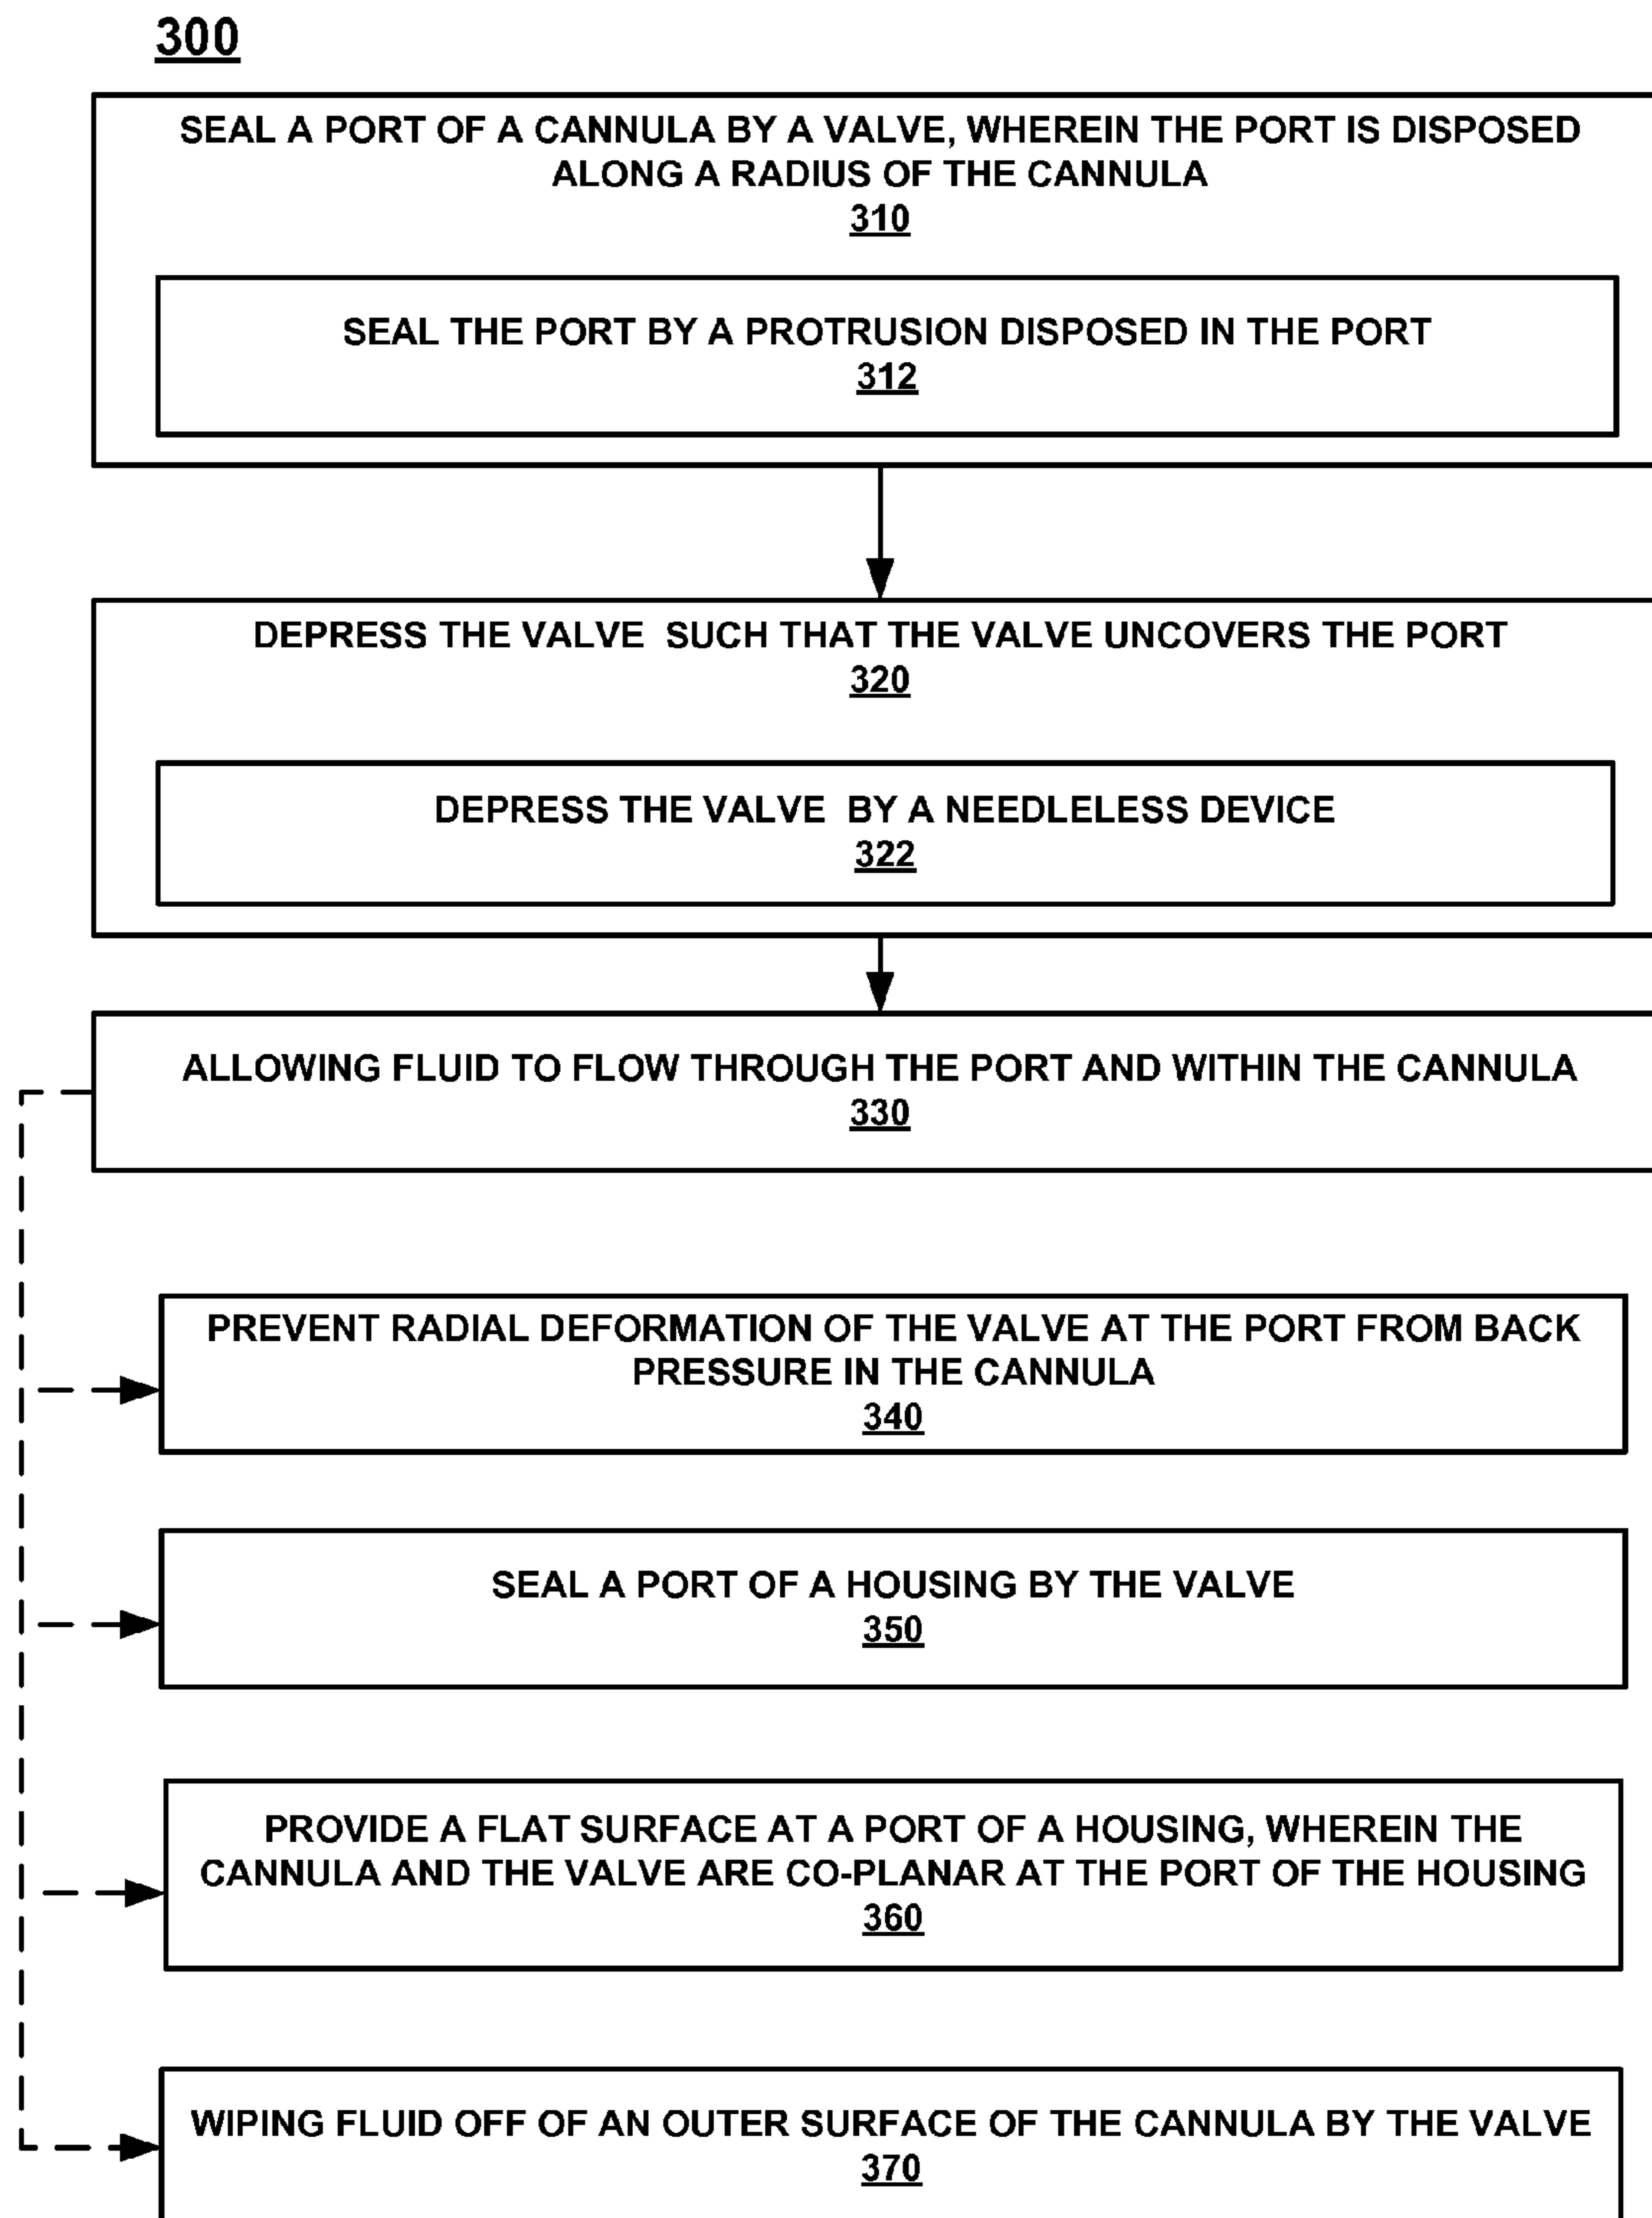 300
SEAL A PORT OF A CANNULA BY A VALVE, WHEREIN THE PORT IS DISPOSED
ALONG A RADIUS OF THE CANNULA
310
SEAL THE PORT BY A PROTRUSION DISPOSED IN THE PORT
312
DEPRESS THE VALVE SUCH THAT THE VALVE UNCOVERS THE PORT
320
DEPRESS THE VALVE BY A NEEDLELESS DEVICE
322
ALLOWING FLUID TO FLOW THROUGH THE PORT AND WITHIN THE CANNULA
330
PREVENT RADIAL DEFORMATION OF THE VALVE AT THE PORT FROM BACK
PRESSURE IN THE CANNULA
340
SEAL A PORT OF A HOUSING BY THE VALVE
350
PROVIDE A FLAT SURFACE AT A PORT OF A HOUSING, WHEREIN THE
CANNULA AND THE VALVE ARE CO-PLANAR AT THE PORT OF THE HOUSING
360
WIPING FLUID OFF OF AN OUTER SURFACE OF THE CANNULA BY THE VALVE
370